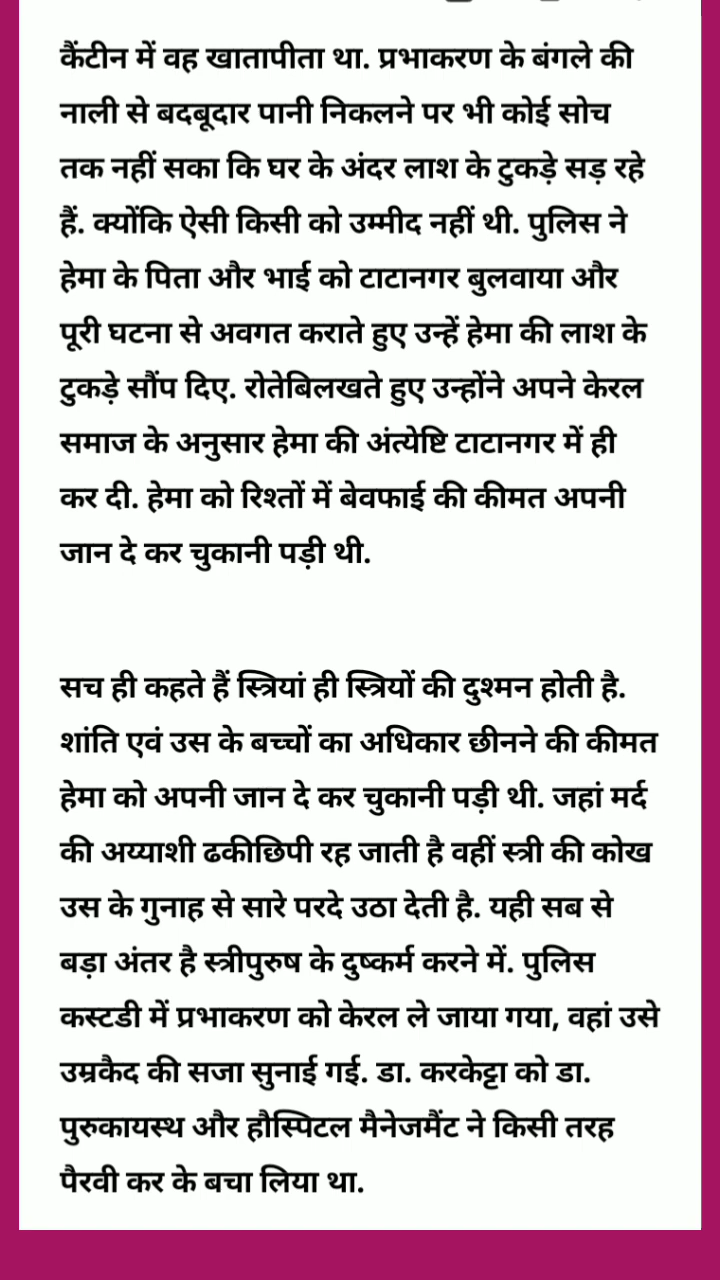 कैंटीन में वह खातापीता था. प्रभाकरण के बंगले की
नाली से बदबूदार पानी निकलने पर भी कोई सोच
तक नहीं सका कि घर के अंदर लाश के टुकड़े सड़ रहे
हैं. क्योंकि ऐसी किसी को उम्मीद नहीं थी. पुलिस ने
हेमा के पिता और भाई को टाटानगर बुलवाया और
पूरी घटना से अवगत कराते हुए उन्हें हेमा की लाश के
टुकड़े सौंप दिए. रोतेबिलखते हुए उन्होंने अपने केरल
समाज के अनुसार हेमा की अंत्येष्टि टाटानगर में ही
कर दी. हेमा को रिश्तों में बेवफाई की कीमत अपनी
जान दे कर चुकानी पड़ी थी.
सच ही कहते हैं स्त्रियां ही स्त्रियों की दुश्मन होती है.
शांति एवं उस के बच्चों का अधिकार छीनने की कीमत
हेमा को अपनी जान दे कर चुकानी पड़ी थी. जहां मर्द
की अय्याशी ढकीछिपी रह जाती है वहीं स्त्री की कोख
उस के गुनाह से सारे परदे उठा देती है. यही सब से
बड़ा अंतर है स्त्रीपुरुष के दुष्कर्म करने में. पुलिस
कस्टडी में प्रभाकरण को केरल ले जाया गया, वहां उसे
उम्रकैद की सजा सुनाई गई. डा. करकेट्टा को डा.
पुरुकायस्थ और हौस्पिटल मैनेजमैंट ने किसी तरह
पैरवी कर के बचा लिया था.